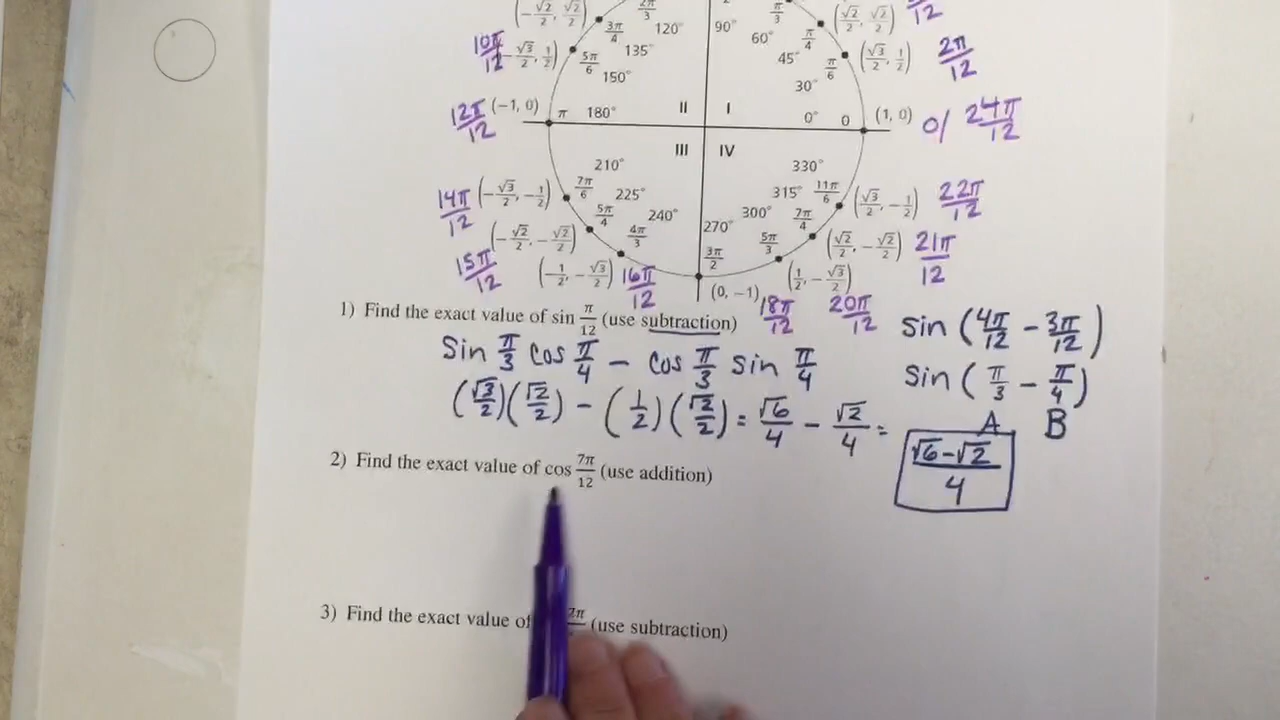 (-√2/2, √2/2) 2π/3 π/3 (√2/2, √2/2) π/12
3π/4 120° 90° 60° π/4
10π/12 -√3/2, 1/2) 5π/6 135° 45° π/6 (√3/2, 1/2) 2π/12
150° 30°
12π/12 (−1, 0) π 180° II I 0° 0 (1, 0) 0/ 24π/12
III IV
210° 330°
14π/12 (-√3/2, -1/2) 7π/6 225° 315° 11π/6 (√3/2, -1/2) 22π/12
5π/4 240° 270° 300° 7π/4
(-√2/2, -√2/2) 4π/3 3π/2 5π/3 (√2/2, -√2/2) 21π/12
15π/12 (-1/2, -√3/2) 16π/12 (0, −1) (1/2, -√3/2)
18π/12 20π/12
1) Find the exact value of sin π/12 (use subtraction)
sin (4π/12 - 3π/12)
sin π/3 cos π/4 - cos π/3 sin π/4
sin (π/3 - π/4)
A B
(√3/2)(√2/2) - (1/2)(√2/2) = √6/4 - √2/4 =
√6-√2/4
2) Find the exact value of cos 7π/12 (use addition)
3) Find the exact value of (use subtraction)